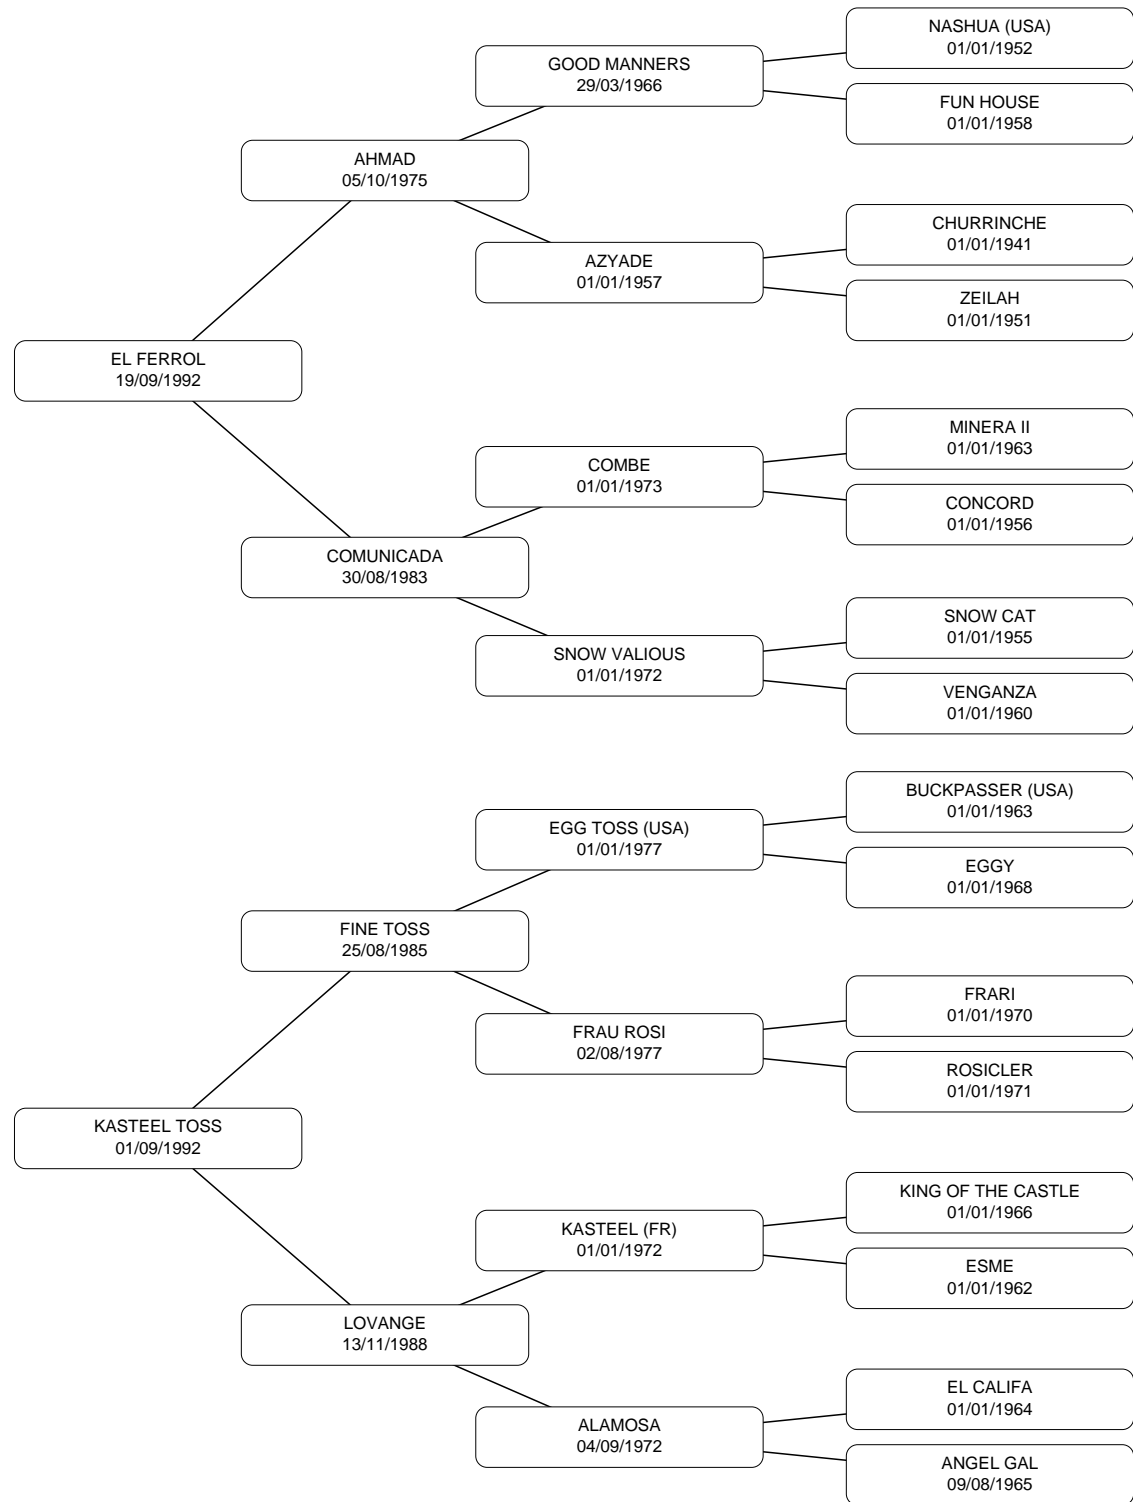 NASHUA (USA)
01/01/1952
GOOD MANNERS
29/03/1966
FUN HOUSE
01/01/1958
AHMAD
05/10/1975
CHURRINCHE
01/01/1941
AZYADE
01/01/1957
ZEILAH
01/01/1951
EL FERROL
19/09/1992
MINERA II
01/01/1963
COMBE
01/01/1973
CONCORD
01/01/1956
COMUNICADA
30/08/1983
SNOW CAT
01/01/1955
SNOW VALIOUS
01/01/1972
VENGANZA
01/01/1960
BUCKPASSER (USA)
01/01/1963
EGG TOSS (USA)
01/01/1977
EGGY
01/01/1968
FINE TOSS
25/08/1985
FRARI
01/01/1970
FRAU ROSI
02/08/1977
ROSICLER
01/01/1971
KASTEEL TOSS
01/09/1992
KING OF THE CASTLE
01/01/1966
KASTEEL (FR)
01/01/1972
ESME
01/01/1962
LOVANGE
13/11/1988
EL CALIFA
01/01/1964
ALAMOSA
04/09/1972
ANGEL GAL
09/08/1965